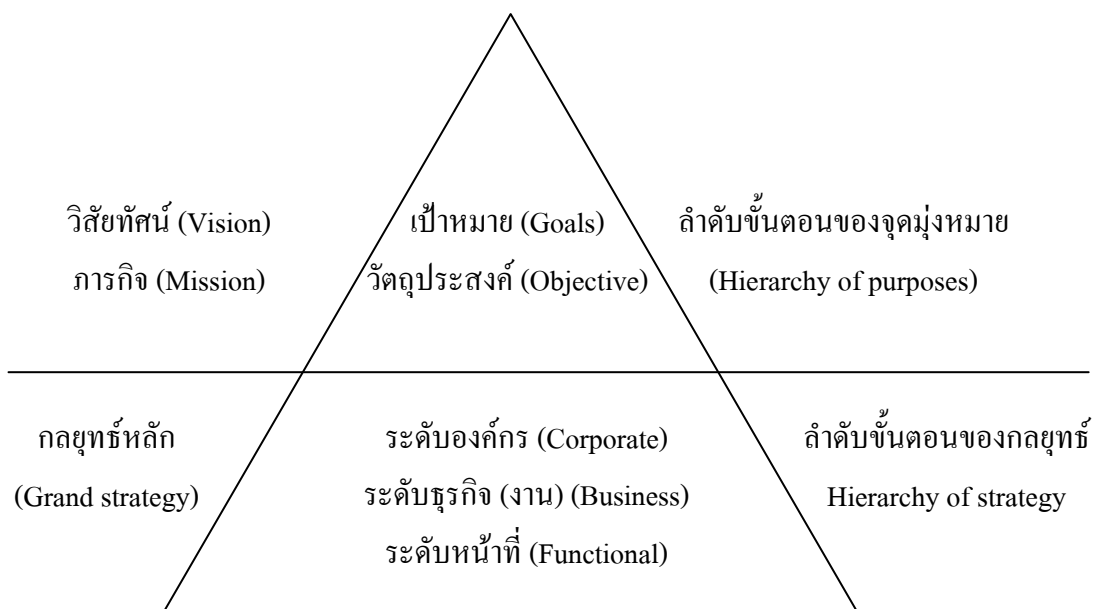 วิสัยทัศน์ (Vision)
ภารกิจ (Mission)
เป้าหมาย (Goals)
วัตถุประสงค์ (Objective)
ลำดับขั้นตอนของจุดมุ่งหมาย
(Hierarchy of purposes)
กลยุทธ์หลัก
(Grand strategy)
ระดับองค์กร (Corporate)
ระดับธุรกิจ (งาน) (Business)
ระดับหน้าที่ (Functional)
ลำดับขั้นตอนของกลยุทธ์
Hierarchy of strategy